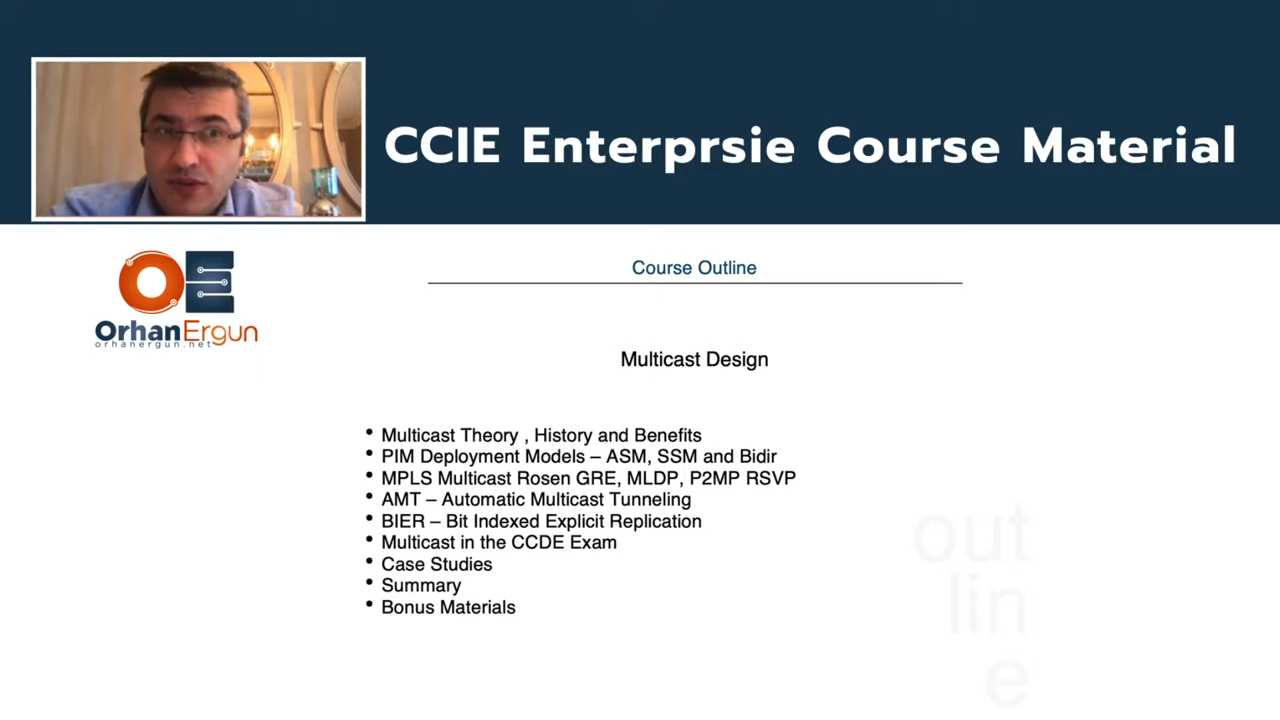 CCIE Enterprsie Course Material
OrhanErgun
orhanergun.net
Course Outline
Multicast Design
• Multicast Theory , History and Benefits
• PIM Deployment Models – ASM, SSM and Bidir
• MPLS Multicast Rosen GRE, MLDP, P2MP RSVP
• AMT – Automatic Multicast Tunneling
• BIER – Bit Indexed Explicit Replication
• Multicast in the CCDE Exam
• Case Studies
• Summary
• Bonus Materials
out
lin
e